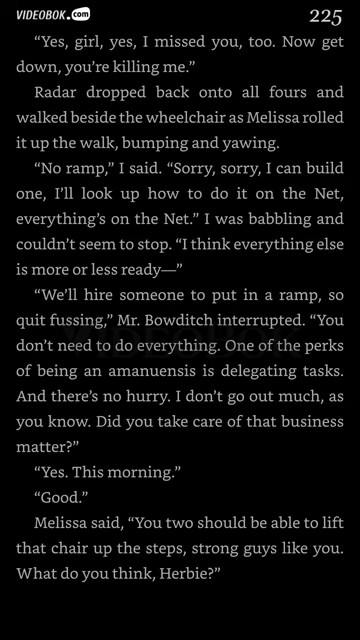 VIDEOBOK.com
225
“Yes, girl, yes, I missed you, too. Now get
down, you’re killing me.”
Radar dropped back onto all fours and
walked beside the wheelchair as Melissa rolled
it up the walk, bumping and yawing.
“No ramp,” I said. “Sorry, sorry, I can build
one, I’ll look up how to do it on the Net,
everything’s on the Net.” I was babbling and
couldn’t seem to stop. “I think everything else
is more or less ready—”
“We’ll hire someone to put in a ramp, so
quit fussing,” Mr. Bowditch interrupted. “You
don’t need to do everything. One of the perks
of being an amanuensis is delegating tasks.
And there’s no hurry. I don’t go out much, as
you know. Did you take care of that business
matter?”
“Yes. This morning.”
“Good.”
Melissa said, “You two should be able to lift
that chair up the steps, strong guys like you.
What do you think, Herbie?”
VIDEOBOK